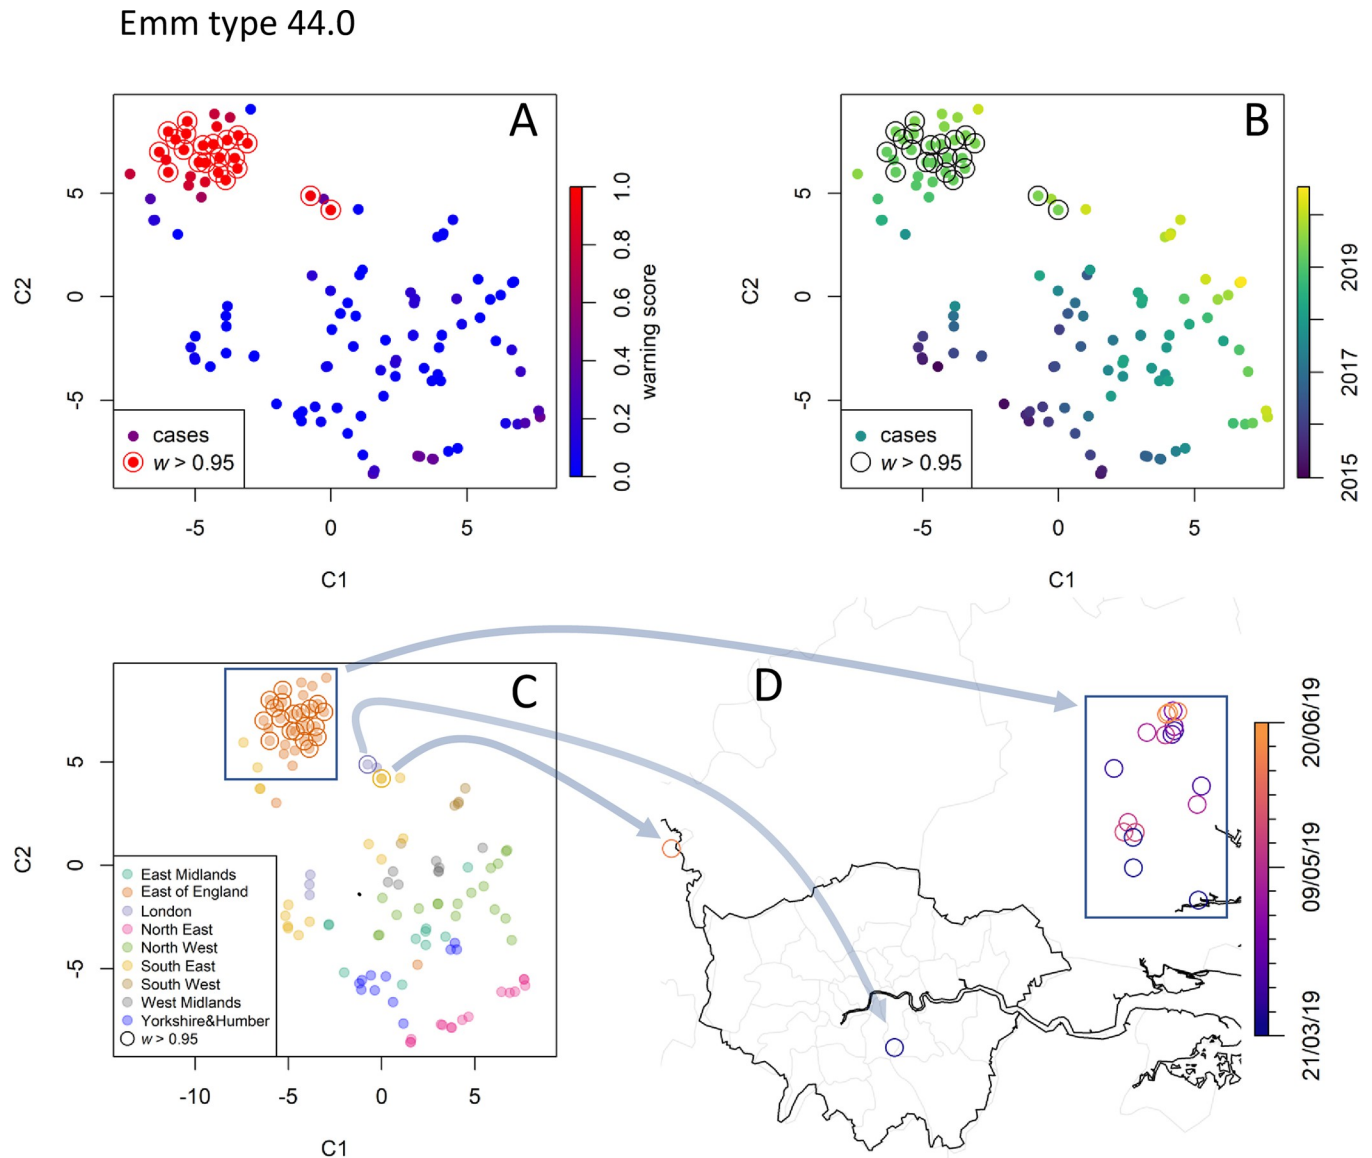 Emm type 44.0
A
C2
5
0
-5
cases
w > 0.95
-5
0
5
C1
1.0
0.8
0.6
0.4
0.2
0.0
warning score
B
C2
5
0
-5
cases
w > 0.95
-5
0
5
C1
2019
2017
2015
C
C2
5
0
-5
East Midlands
East of England
London
North East
North West
South East
South West
West Midlands
Yorkshire&Humber
w > 0.95
-10
-5
0
5
C1
D
20/06/19
09/05/19
21/03/19